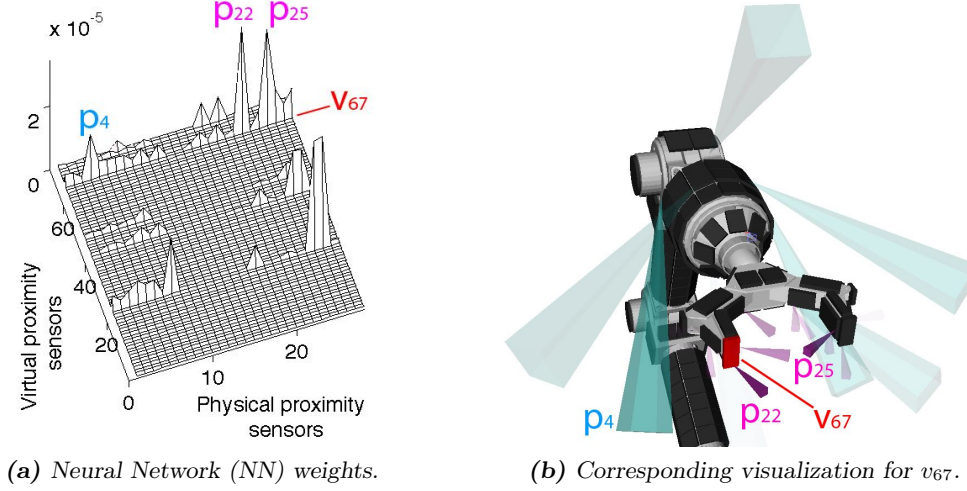 x 10⁻⁵
p₂₂ p₂₅
v₆₇
2
p₄
0
60
40
20
0
10
20
Virtual proximity
sensors
Physical proximity
sensors
p₄
p₂₅
p₂₂
v₆₇
(a) Neural Network (NN) weights.
(b) Corresponding visualization for v₆₇.